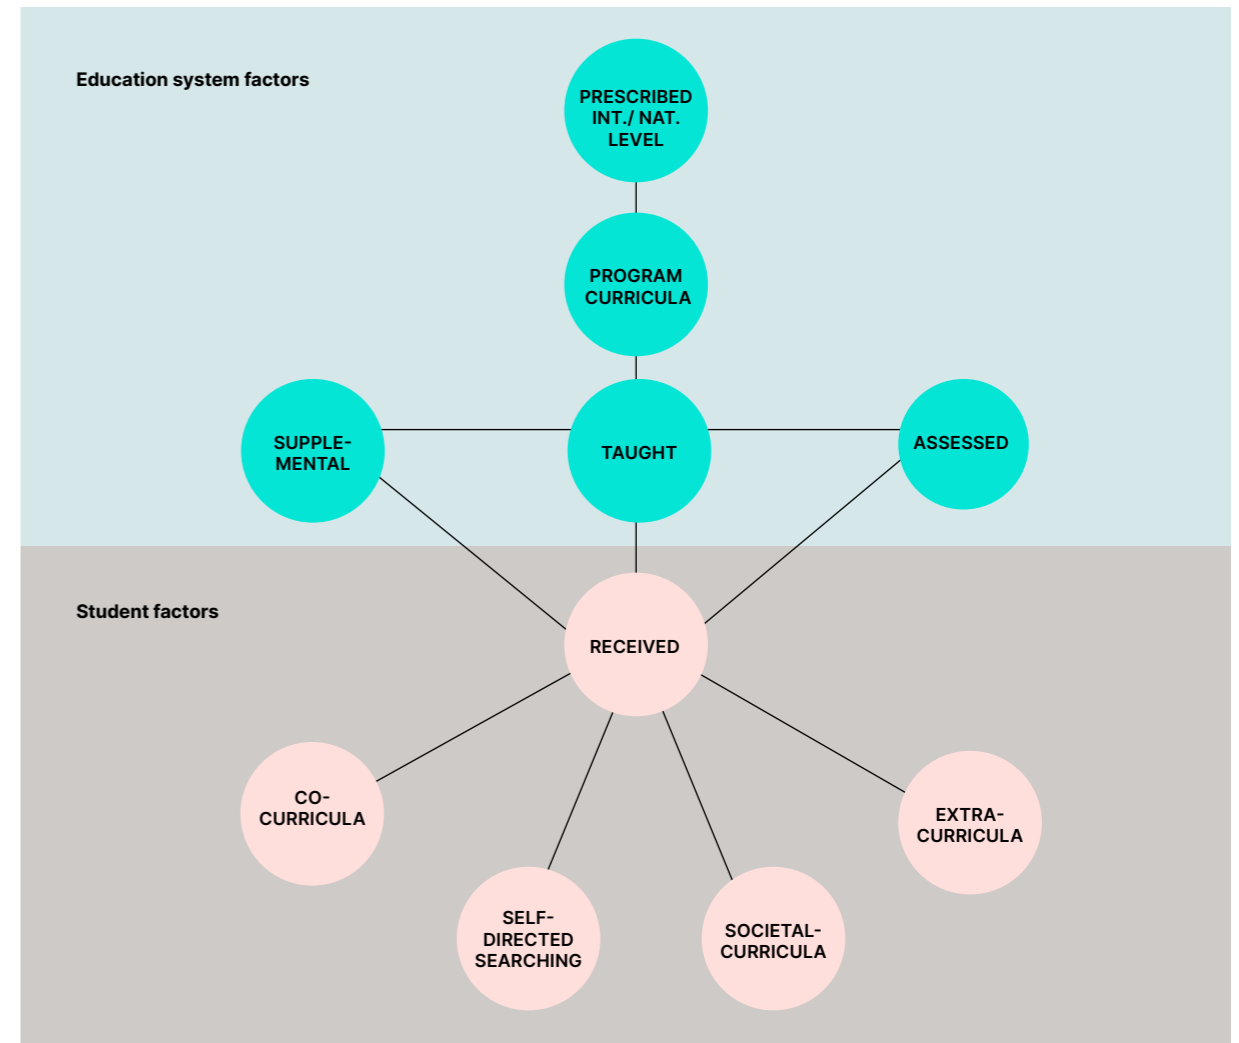 Education system factors
PRESCRIBED
INT./ NAT.
LEVEL
PROGRAM
CURRICULA
SUPPLE-
MENTAL
TAUGHT
ASSESSED
Student factors
RECEIVED
CO-
CURRICULA
EXTRA-
CURRICULA
SELF-
DIRECTED
SEARCHING
SOCIETAL-
CURRICULA